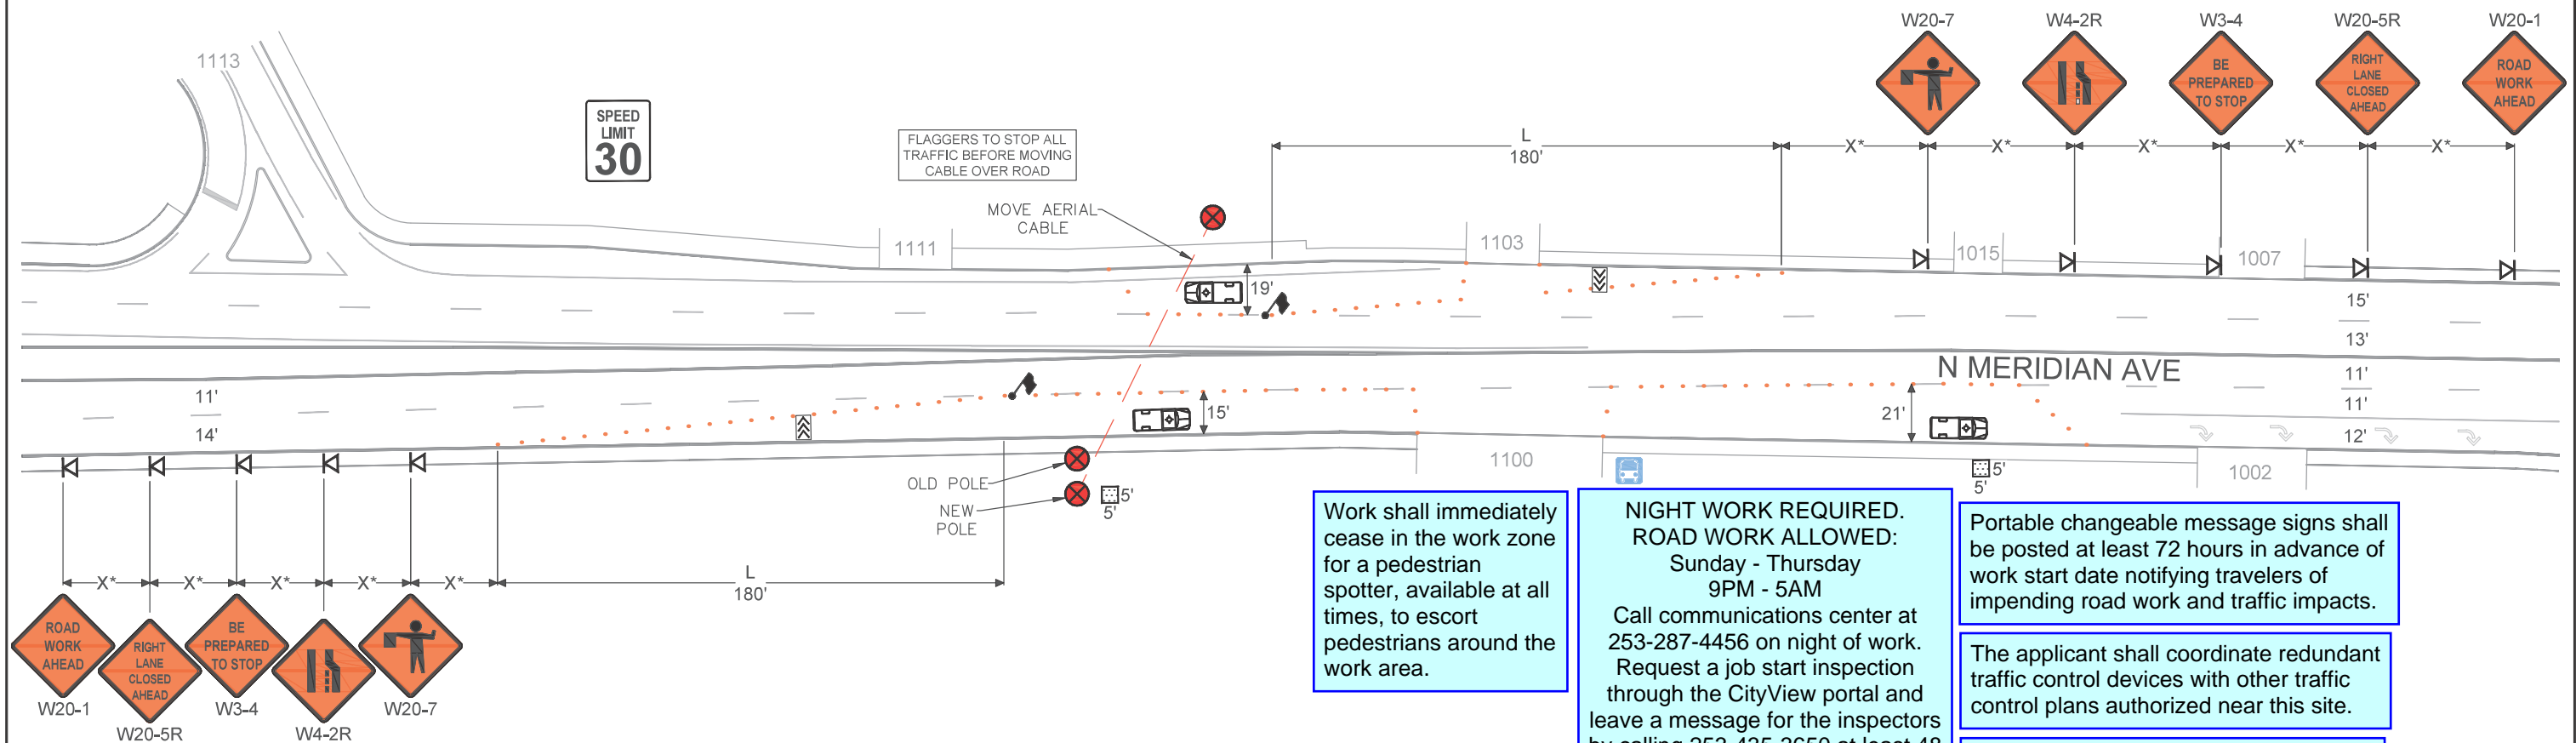 W20-7
W4-2R
W3-4
W20-5R
W20-1
BE
PREPARED
TO STOP
RIGHT
LANE
CLOSED
AHEAD
ROAD
WORK
AHEAD
1113
SPEED
LIMIT
30
FLAGGERS TO STOP ALL
TRAFFIC BEFORE MOVING
CABLE OVER ROAD
L
180'
X*
X*
X*
X*
X*
MOVE AERIAL
CABLE
1111
1103
1015
1007
19'
15'
13'
N MERIDIAN AVE
11'
11'
12'
11'
14'
15'
21'
1100
1002
OLD POLE
NEW
POLE
5'
5'
5'
5'
X*
X*
X*
X*
X*
L
180'
ROAD
WORK
AHEAD
RIGHT
LANE
CLOSED
AHEAD
BE
PREPARED
TO STOP
W20-1
W20-5R
W3-4
W4-2R
W20-7
Work shall immediately
cease in the work zone
for a pedestrian
spotter, available at all
times, to escort
pedestrians around the
work area.
NIGHT WORK REQUIRED.
ROAD WORK ALLOWED:
Sunday - Thursday
9PM - 5AM
Call communications center at
253-287-4456 on night of work.
Request a job start inspection
through the CityView portal and
leave a message for the inspectors
by calling 253-435-3650 at least 48
Portable changeable message signs shall
be posted at least 72 hours in advance of
work start date notifying travelers of
impending road work and traffic impacts.
The applicant shall coordinate redundant
traffic control devices with other traffic
control plans authorized near this site.